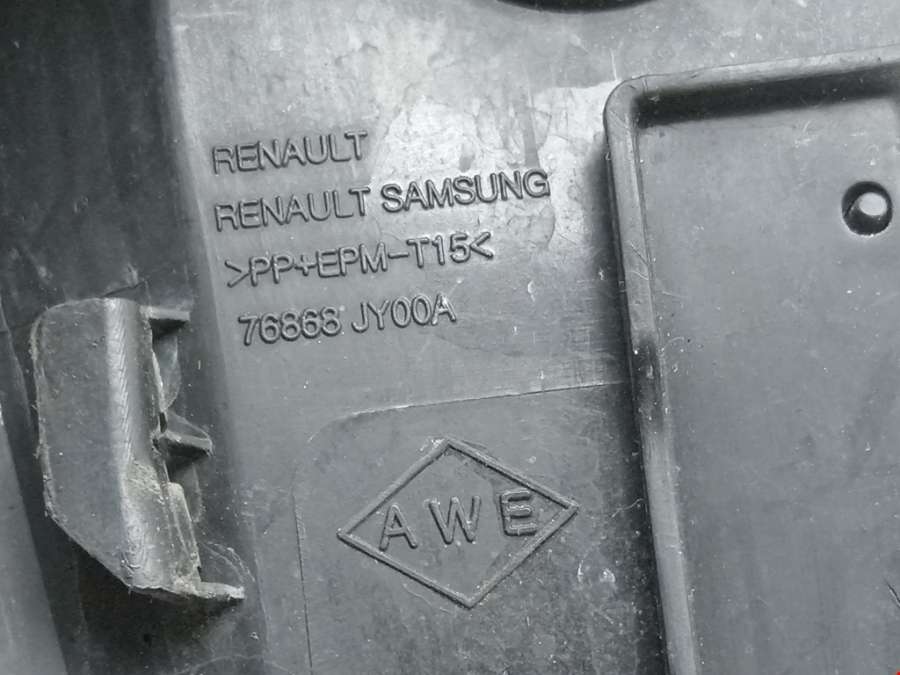 RENAULT
RENAULT SAMSUNG
>PP+EPM-T15<
76868 JY00A
AWE